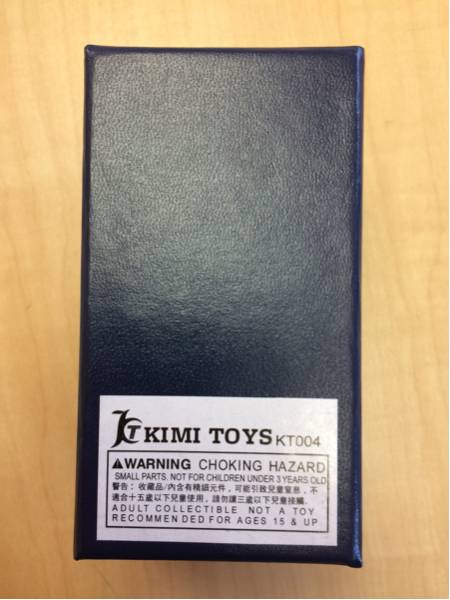 KT KIMI TOYS KT004
▲WARNING CHOKING HAZARD
SMALL PARTS. NOT FOR CHILDREN UNDER 3 YEARS OLD
警告：收藏品/內含有精細元件，可能引致兒童窒息，不
適合十五歲以下兒童使用，請勿讓三歲以下兒童接觸。
ADULT COLLECTIBLE NOT A TOY
RECOMMENDED FOR AGES 15 & UP